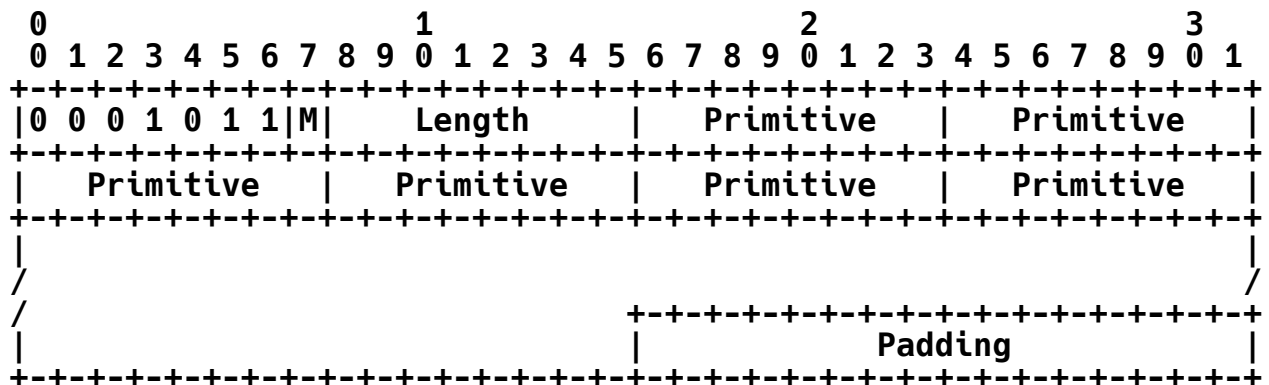 0                   1                   2                   3
 0 1 2 3 4 5 6 7 8 9 0 1 2 3 4 5 6 7 8 9 0 1 2 3 4 5 6 7 8 9 0 1
+-+-+-+-+-+-+-+-+-+-+-+-+-+-+-+-+-+-+-+-+-+-+-+-+-+-+-+-+-+-+-+-+
|0 0 0 1 0 1 1|M|    Length     |   Primitive   |   Primitive   |
+-+-+-+-+-+-+-+-+-+-+-+-+-+-+-+-+-+-+-+-+-+-+-+-+-+-+-+-+-+-+-+-+
|   Primitive   |   Primitive   |   Primitive   |   Primitive   |
+-+-+-+-+-+-+-+-+-+-+-+-+-+-+-+-+-+-+-+-+-+-+-+-+-+-+-+-+-+-+-+-+
|                                                               |
/                                                               /
/                               +-+-+-+-+-+-+-+-+-+-+-+-+-+-+-+-+
|                               |            Padding            |
+-+-+-+-+-+-+-+-+-+-+-+-+-+-+-+-+-+-+-+-+-+-+-+-+-+-+-+-+-+-+-+-+